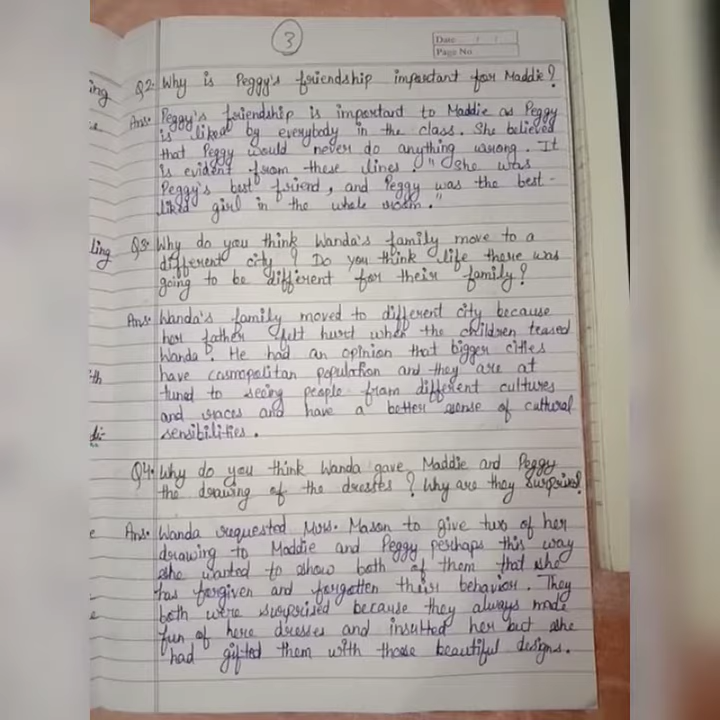 3
Date / /
Page No
ing Q2. Why is Peggy's friendship important for Maddie?
Ans. Peggy's friendship is important to Maddie as Peggy
is liked by everybody in the class. She believed
that Peggy would never do anything wrong. It
is evident from these lines. "She was
Peggy's best friend, and Peggy was the best-
liked girl in the whole room."
ling Q3. Why do you think Wanda's family move to a
different city? Do you think life there was
going to be different for their family?
Ans. Wanda's family moved to different city because
her father felt hurt when the children teased
Wanda. He had an opinion that bigger cities
have cosmopolitan population and they are at
ith tuned to seeing people from different cultures
and races and have a better sense of cultural
sensibilities.
Q4. Why do you think Wanda gave Maddie and Peggy
the drawing of the dresses? Why are they surprised?
e Ans. Wanda requested Mrs. Mason to give two of her
drawing to Maddie and Peggy perhaps this way
she wanted to show both of them that she
has forgiven and forgotten their behavior. They
e both were surprised because they always made
fun of here dresses and insulted her but she
had gifted them with those beautiful designs.